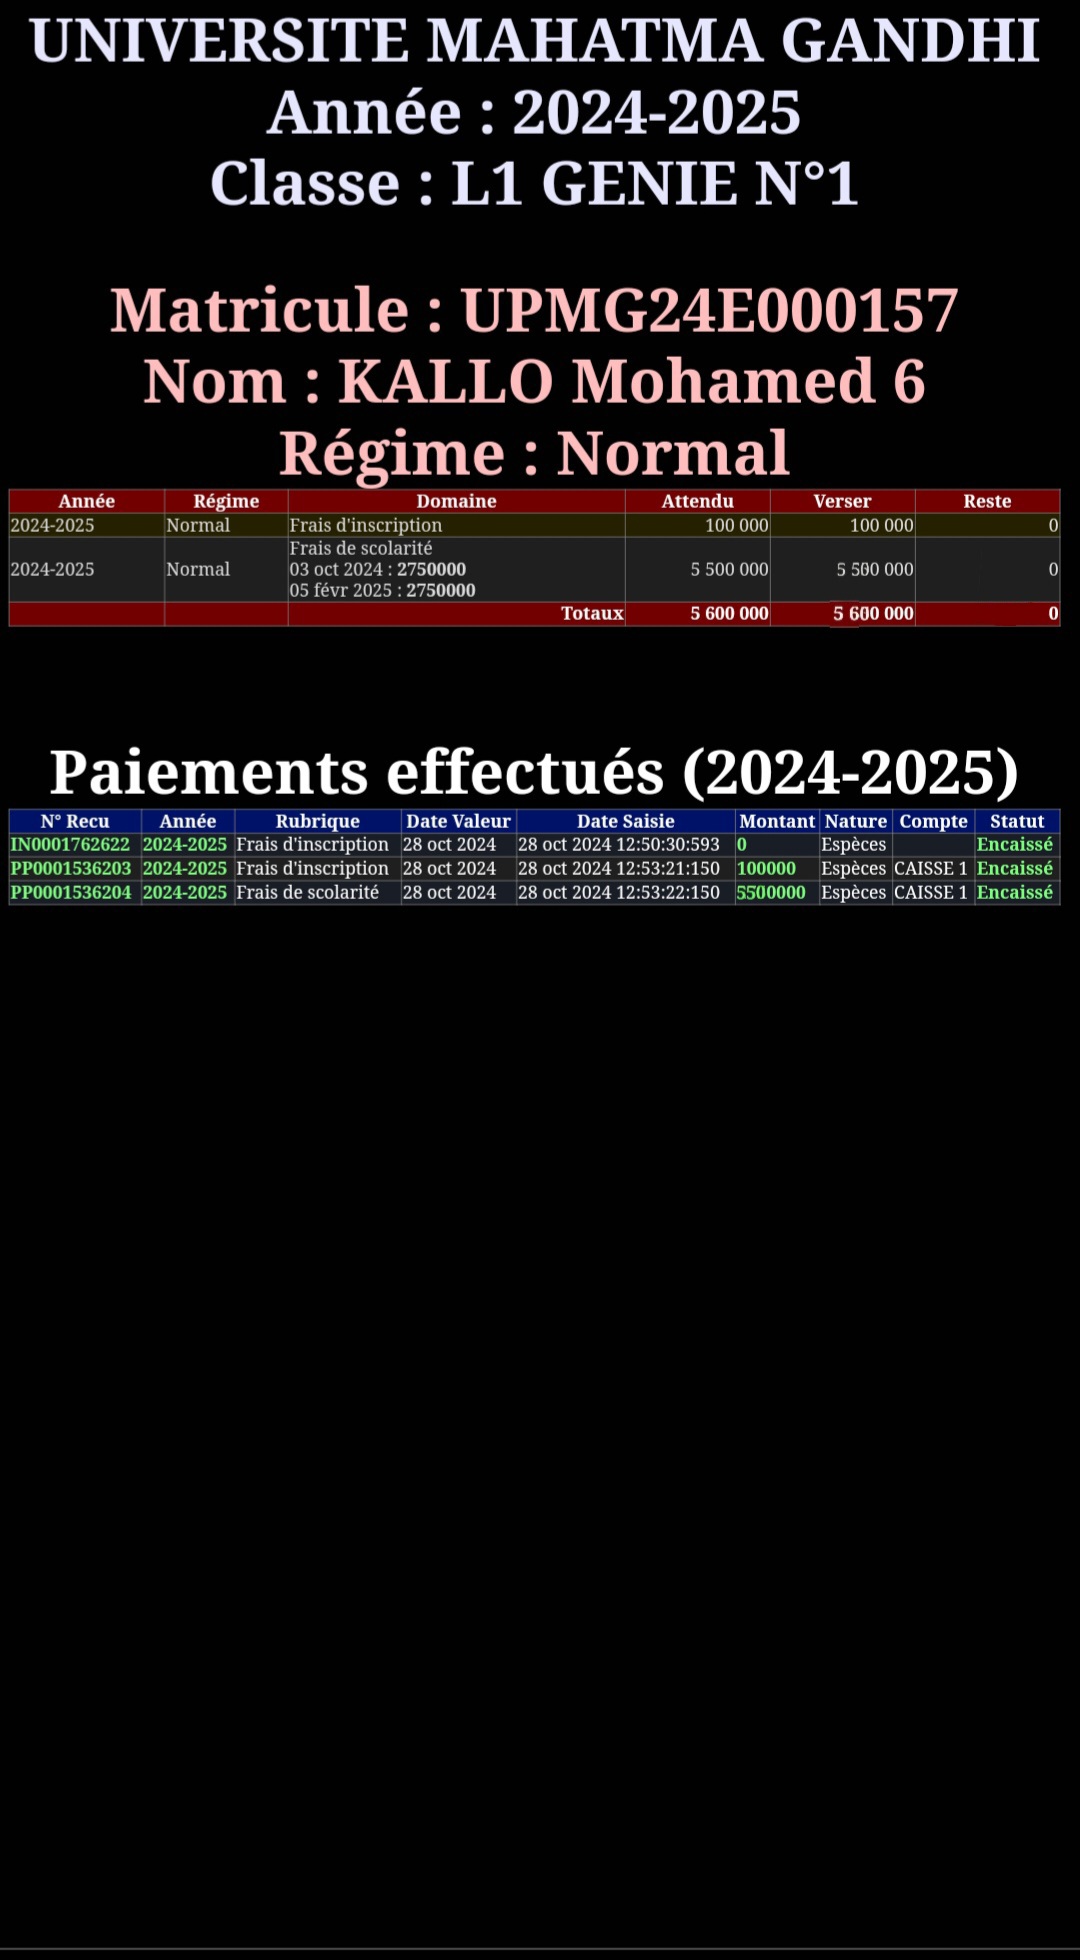 UNIVERSITE MAHATMA GANDHI
Année : 2024-2025
Classe : L1 GENIE N°1
Matricule : UPMG24E000157
Nom : KALLO Mohamed 6
Régime : Normal
Année Régime Domaine Attendu Verser Reste
2024-2025 Normal Frais d'inscription 100 000 100 000 0
Frais de scolarité
2024-2025 Normal 03 oct 2024 : 2750000 5 500 000 5 500 000 0
05 févr 2025 : 2750000
Totaux 5 600 000 5 600 000 0
Paiements effectués (2024-2025)
N° Recu Année Rubrique Date Valeur Date Saisie Montant Nature Compte Statut
IN0001762622 2024-2025 Frais d'inscription 28 oct 2024 28 oct 2024 12:50:30:593 0 Espèces Encaissé
PP0001536203 2024-2025 Frais d'inscription 28 oct 2024 28 oct 2024 12:53:21:150 100000 Espèces CAISSE 1 Encaissé
PP0001536204 2024-2025 Frais de scolarité 28 oct 2024 28 oct 2024 12:53:22:150 5500000 Espèces CAISSE 1 Encaissé